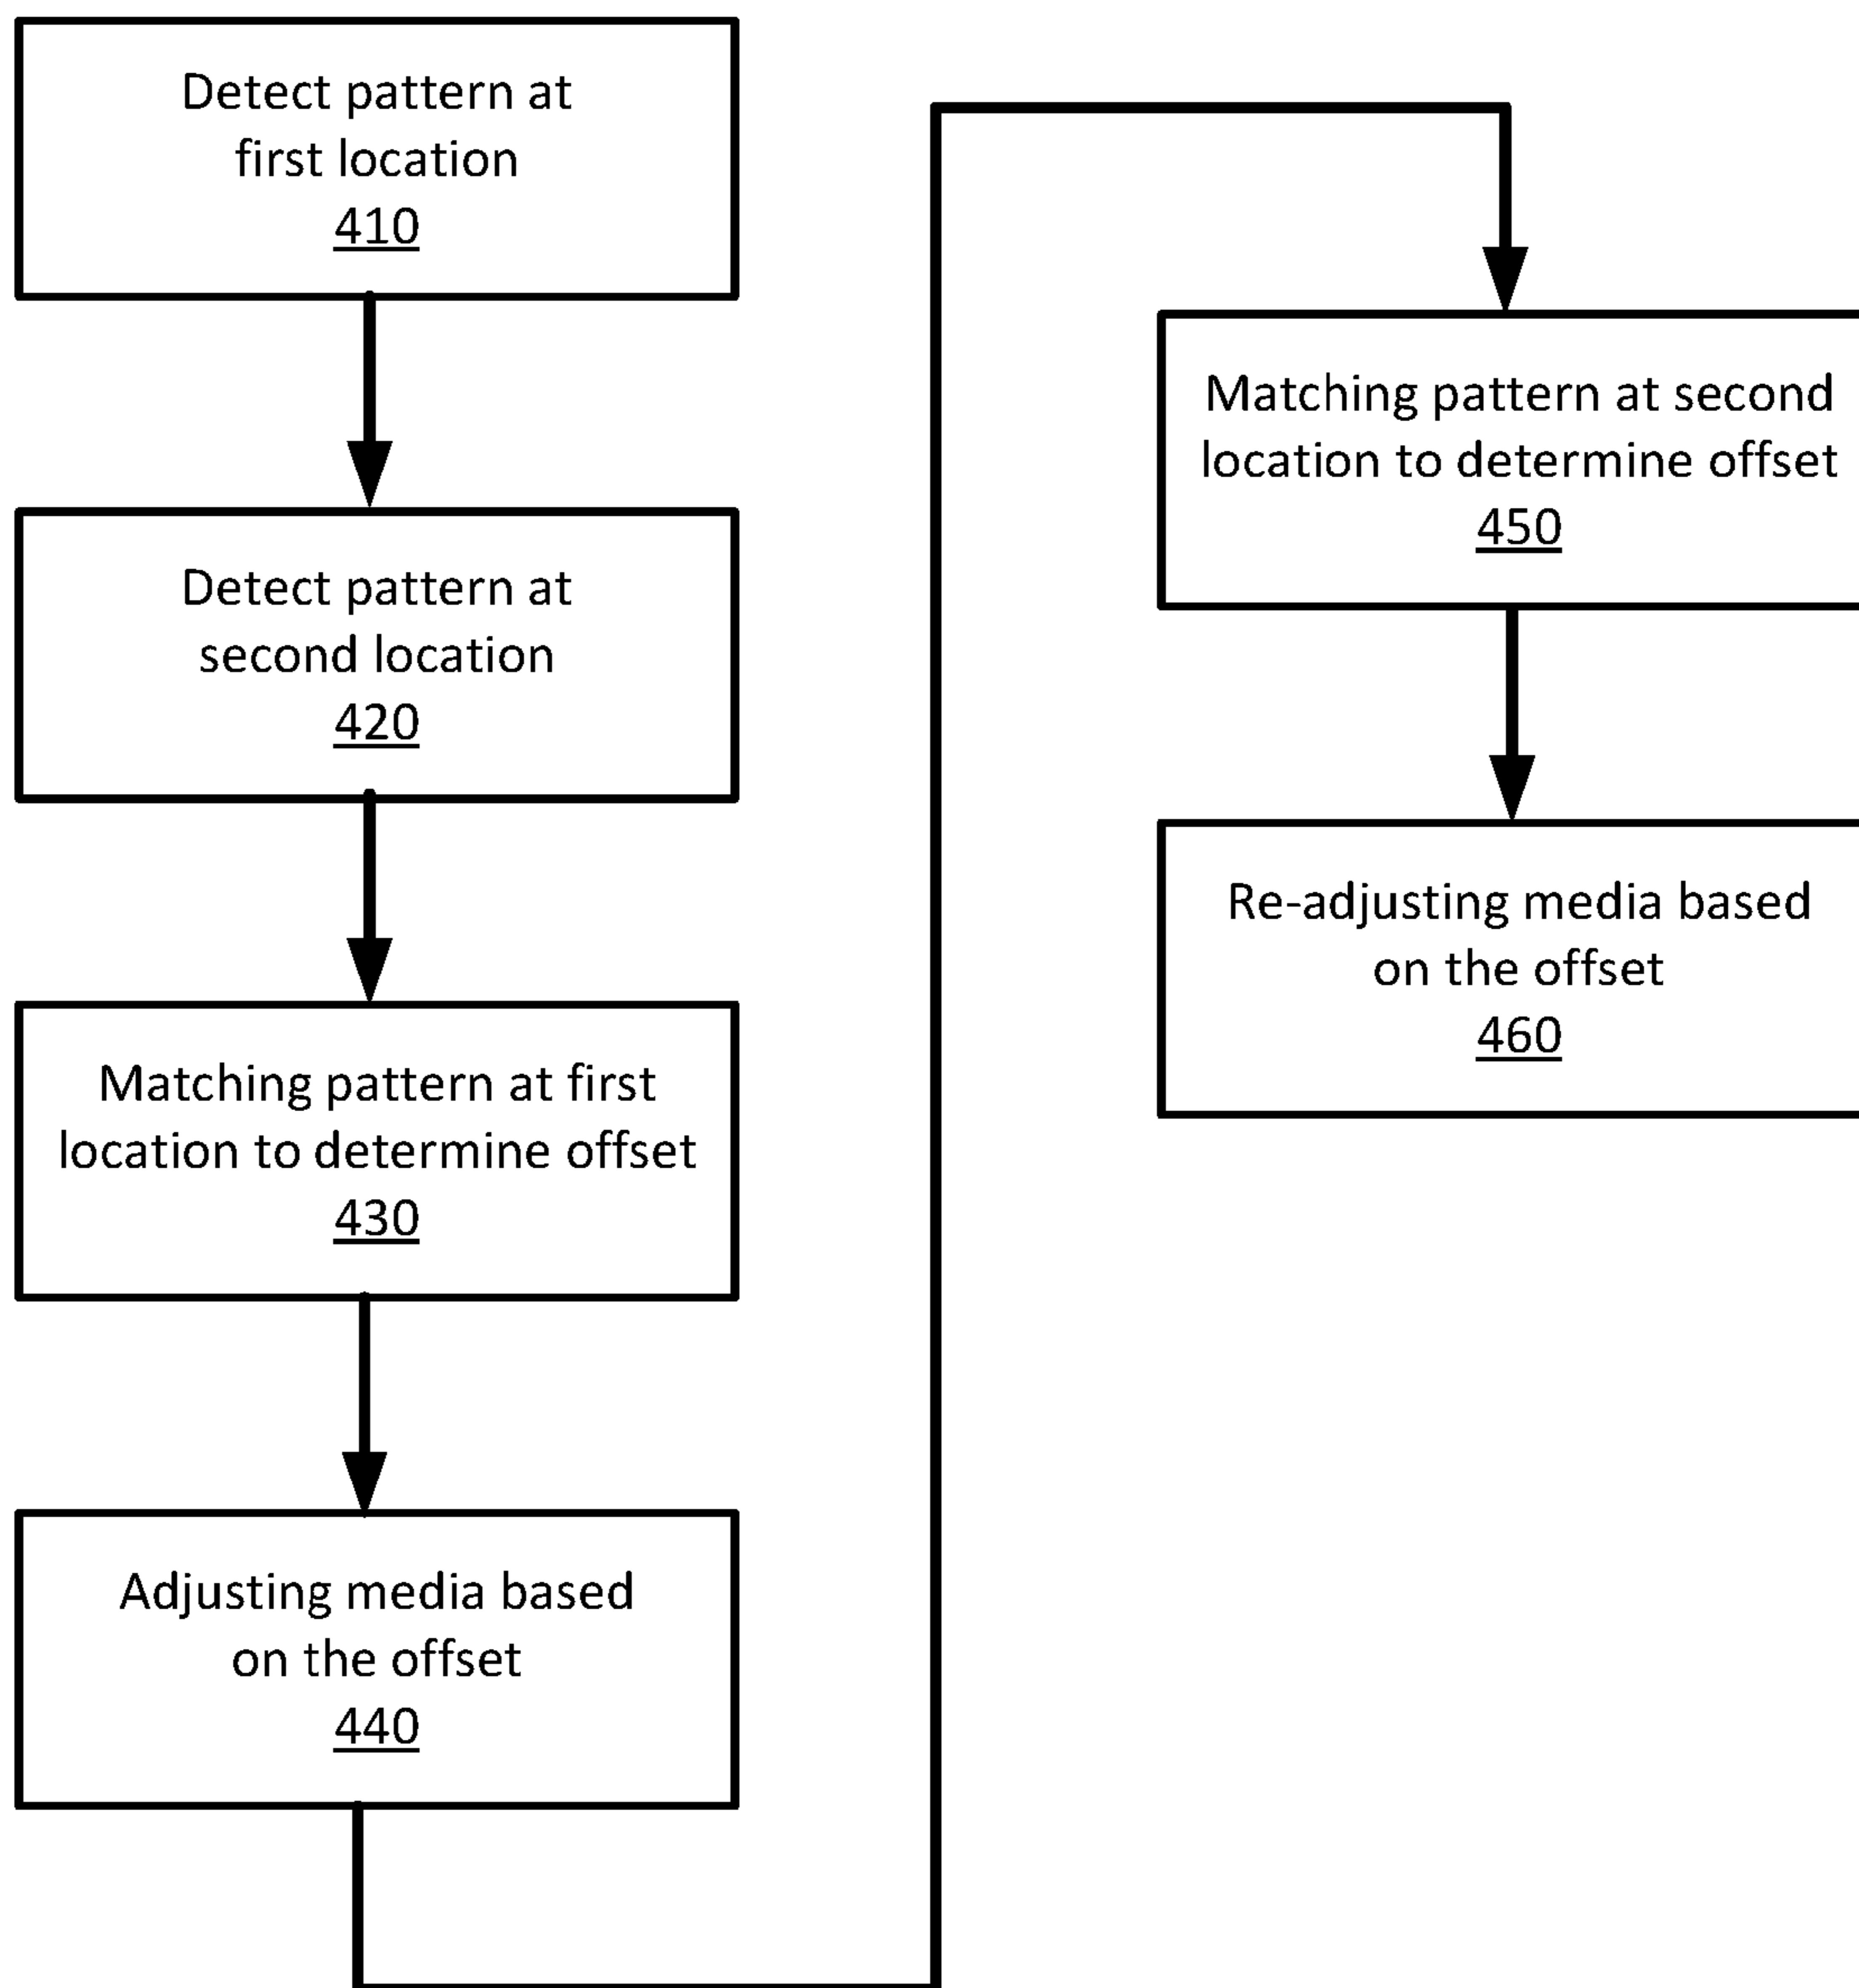 Detect pattern at
first location
410
Detect pattern at
second location
420
Matching pattern at first
location to determine offset
430
Adjusting media based
on the offset
440
Matching pattern at second
location to determine offset
450
Re-adjusting media based
on the offset
460